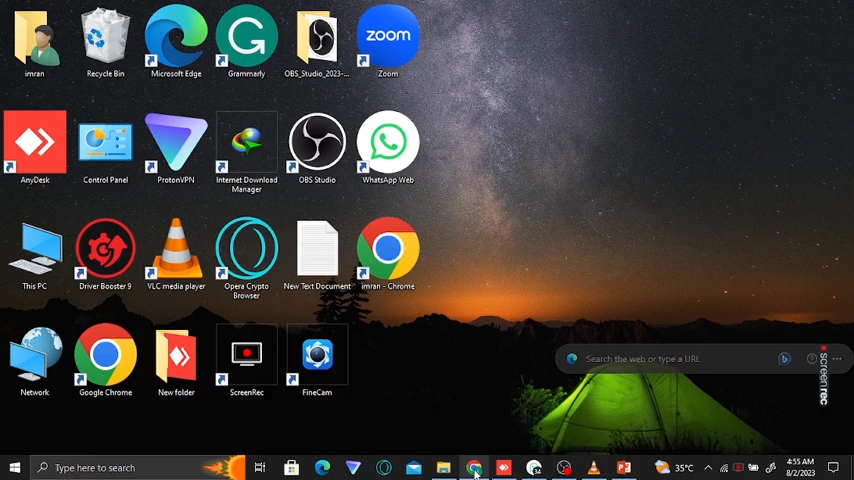 zoom
imran
Recycle Bin
Microsoft Edge
Grammarly
OBS_Studio_2023-...
Zoom
AnyDesk
Control Panel
ProtonVPN
Internet Download
Manager
OBS Studio
WhatsApp Web
This PC
Driver Booster 9
VLC media player
Opera Crypto
Browser
New Text Document
imran - Chrome
Network
Google Chrome
New folder
ScreenRec
FineCam
Search the web or type a URL
screenrec
Type here to search
34
35°C
4:55 AM
8/2/2023